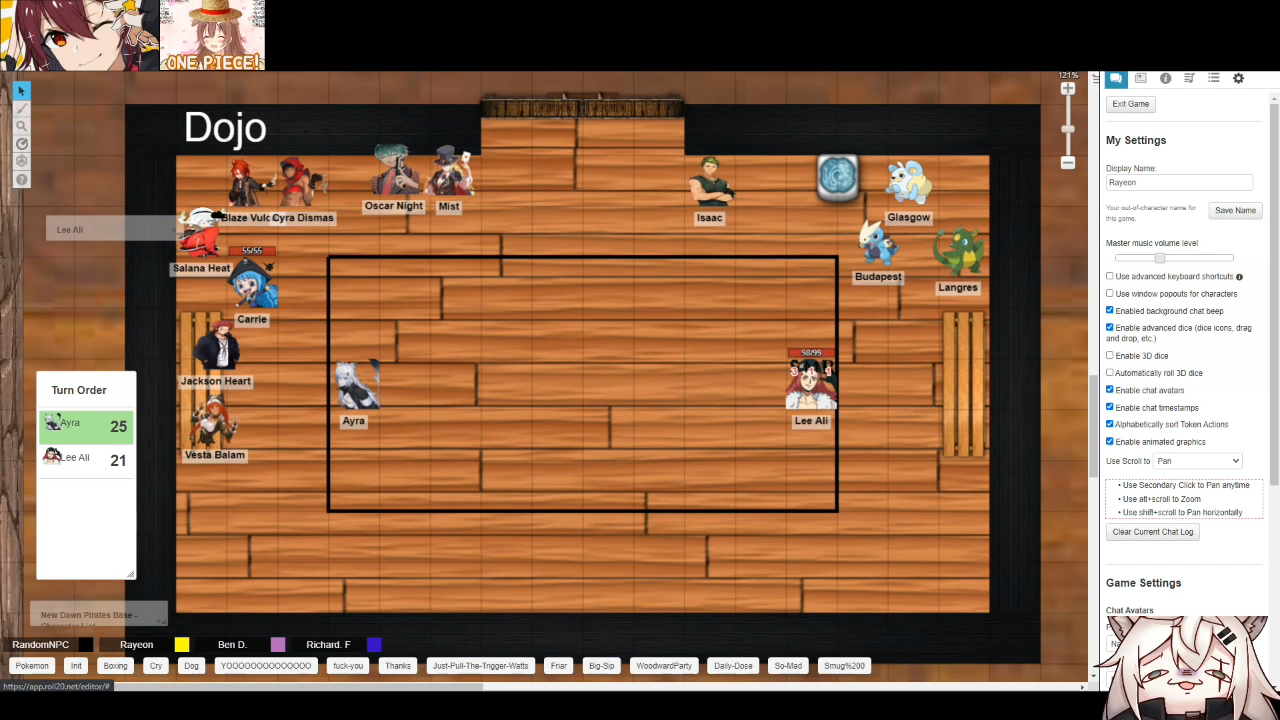 ONE PIECE!
121%
Dojo
Exit Game
My Settings
Display Name:
Rayeon
Your out-of-character name for
this game.
Save Name
Master music volume level
Use advanced keyboard shortcuts
Use window popouts for characters
Enabled background chat beep
Enable advanced dice (dice icons, drag
and drop, etc.)
Enable 3D dice
Automatically roll 3D dice
Enable chat avatars
Enable chat timestamps
Alphabetically sort Token Actions
Enable animated graphics
Use Scroll to Pan
• Use Secondary Click to Pan anytime
• Use alt+scroll to Zoom
• Use shift+scroll to Pan horizontally
Clear Current Chat Log
Game Settings
Chat Avatars
Oscar Night
Mist
Isaac
Glasgow
Cyra Dismas
Lee Ali
55/55
Salana Heat
Budapest
Langres
Carrie
98/99
3 1 1
Jackson Heart
Ayra
Lee Ali
Vesta Balam
Turn Order
Ayra 25
Lee Ali 21
New Dawn Pirates Base -
RandomNPC
Rayeon
Ben D.
Richard. F
Pokemon
Init
Boxing
Cry
Dog
YOOOOOOOOOOOOO
fuck-you
Thanks
Just-Pull-The-Trigger-Watts
Friar
Big-Sip
WoodwardParty
Daily-Dose
So-Mad
Smug%200
https://app.roll20.net/editor/#